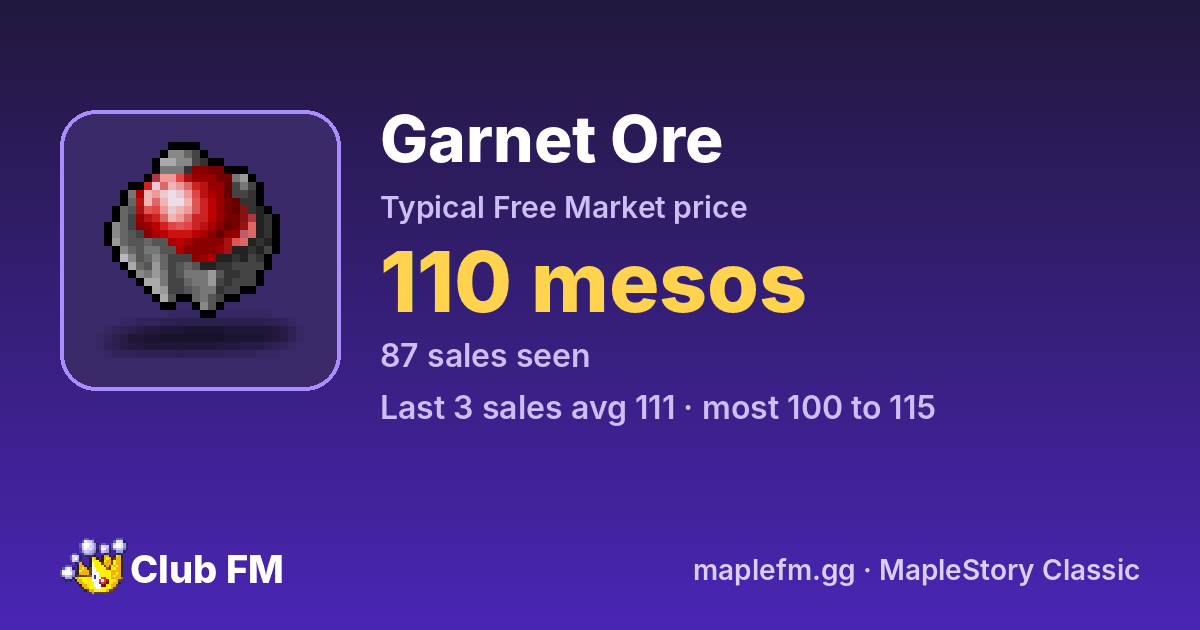 Garnet Ore
Typical Free Market price
110 mesos
87 sales seen
Last 3 sales avg 111 · most 100 to 115
Club FM
maplefm.gg · MapleStory Classic